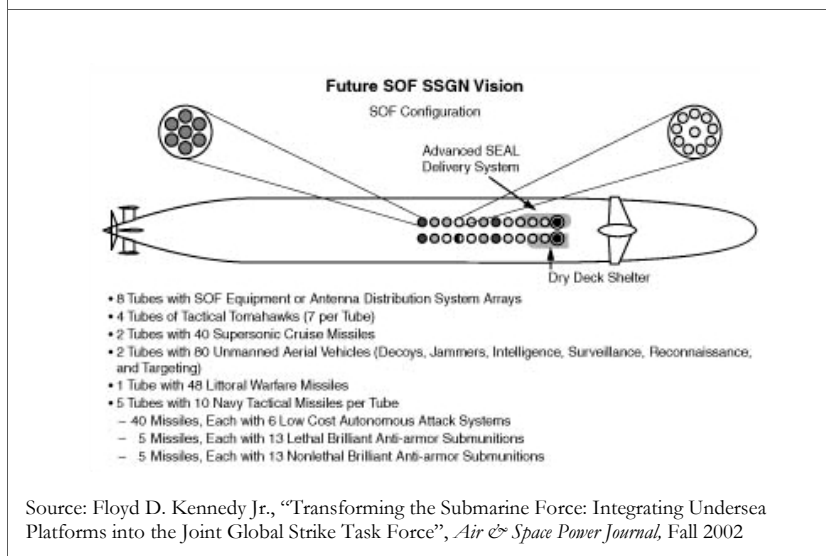 Future SOF SSGN Vision
SOF Configuration
Advanced SEAL
Delivery System
Dry Deck Shelter
• 8 Tubes with SOF Equipment or Antenna Distribution System Arrays
• 4 Tubes of Tactical Tomahawks (7 per Tube)
• 2 Tubes with 40 Supersonic Cruise Missiles
• 2 Tubes with 80 Unmanned Aerial Vehicles (Decoys, Jammers, Intelligence, Surveillance, Reconnaissance,
and Targeting)
• 1 Tube with 48 Littoral Warfare Missiles
• 5 Tubes with 10 Navy Tactical Missiles per Tube
– 40 Missiles, Each with 6 Low Cost Autonomous Attack Systems
– 5 Missiles, Each with 13 Lethal Brilliant Anti-armor Submunitions
– 5 Missiles, Each with 13 Nonlethal Brilliant Anti-armor Submunitions
Source: Floyd D. Kennedy Jr., “Transforming the Submarine Force: Integrating Undersea
Platforms into the Joint Global Strike Task Force”, Air & Space Power Journal, Fall 2002